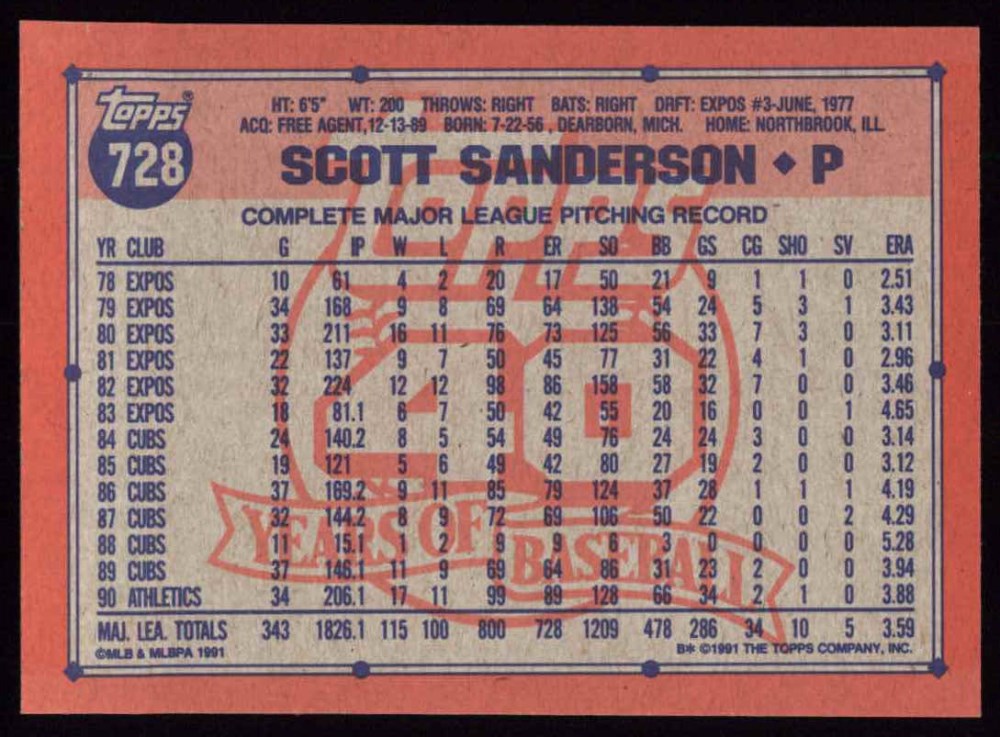 Topps®
728
HT: 6'5" WT: 200 THROWS: RIGHT BATS: RIGHT DRFT: EXPOS #3-JUNE, 1977
ACQ: FREE AGENT,12-13-89 BORN: 7-22-56 , DEARBORN, MICH. HOME: NORTHBROOK, ILL
SCOTT SANDERSON ◆ P
COMPLETE MAJOR LEAGUE PITCHING RECORD
YR CLUB G IP W L R ER SO BB GS CG SHO SV ERA
78 EXPOS 10 61 4 2 20 17 50 21 9 1 1 0 2.51
79 EXPOS 34 168 9 8 69 64 138 54 24 5 3 1 3.43
80 EXPOS 33 211 16 11 76 73 125 56 33 7 3 0 3.11
81 EXPOS 22 137 9 7 50 45 77 31 22 4 1 0 2.96
82 EXPOS 32 224 12 12 98 86 158 58 32 7 0 0 3.46
83 EXPOS 18 81.1 6 7 50 42 55 20 16 0 0 1 4.65
84 CUBS 24 140.2 8 5 54 49 76 24 24 3 0 0 3.14
85 CUBS 19 121 5 6 49 42 80 27 19 2 0 0 3.12
86 CUBS 37 169.2 9 11 85 79 124 37 28 1 1 1 4.19
87 CUBS 32 144.2 8 9 72 69 106 50 22 0 0 2 4.29
88 CUBS 11 15.1 1 2 9 9 6 3 0 0 0 0 5.28
89 CUBS 37 146.1 11 9 69 64 86 31 23 2 0 0 3.94
90 ATHLETICS 34 206.1 17 11 99 89 128 66 34 2 1 0 3.88
MAJ. LEA. TOTALS 343 1826.1 115 100 800 728 1209 478 286 34 10 5 3.59
©MLB & MLBPA 1991 B* ©1991 THE TOPPS COMPANY, INC.
Topps
40
YEARS OF
BASEBALL